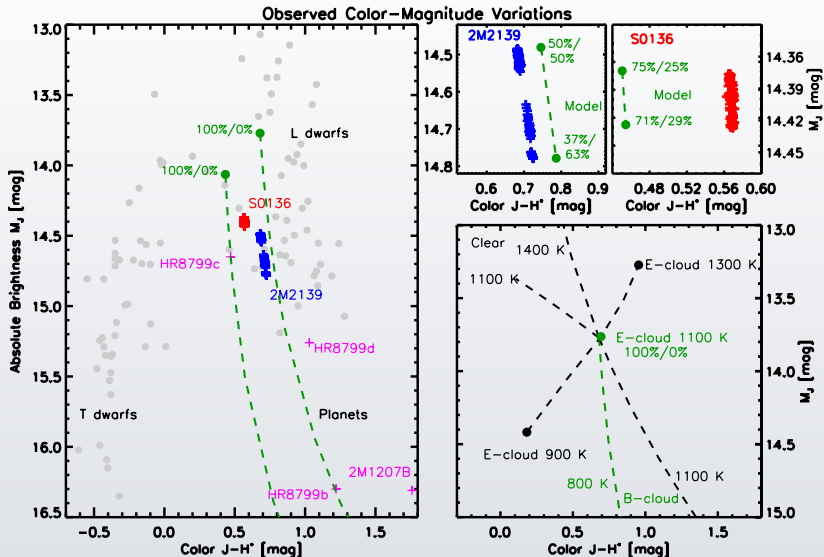 Observed Color-Magnitude Variations
Absolute Brightness M_J [mag]
13.0
13.5
14.0
14.5
15.0
15.5
16.0
16.5
-0.5
0.0
0.5
1.0
1.5
Color J-H* [mag]
100%/0%
100%/0%
L dwarfs
S0136
HR8799c
2M2139
HR8799d
T dwarfs
Planets
2M1207B
HR8799b
14.5
14.6
14.7
14.8
0.6
0.7
0.8
0.9
Color J-H* [mag]
2M2139
50%/
50%
Model
37%/
63%
S0136
75%/25%
Model
71%/29%
14.36
14.39
14.42
14.45
M_J [mag]
0.48
0.52
0.56
0.60
Color J-H* [mag]
Clear
1400 K
1100 K
E-cloud 1300 K
E-cloud 1100 K
100%/0%
E-cloud 900 K
800 K
B-cloud
1100 K
13.0
13.5
14.0
14.5
15.0
M_J [mag]
0.0
0.5
1.0
1.5
Color J-H* [mag]